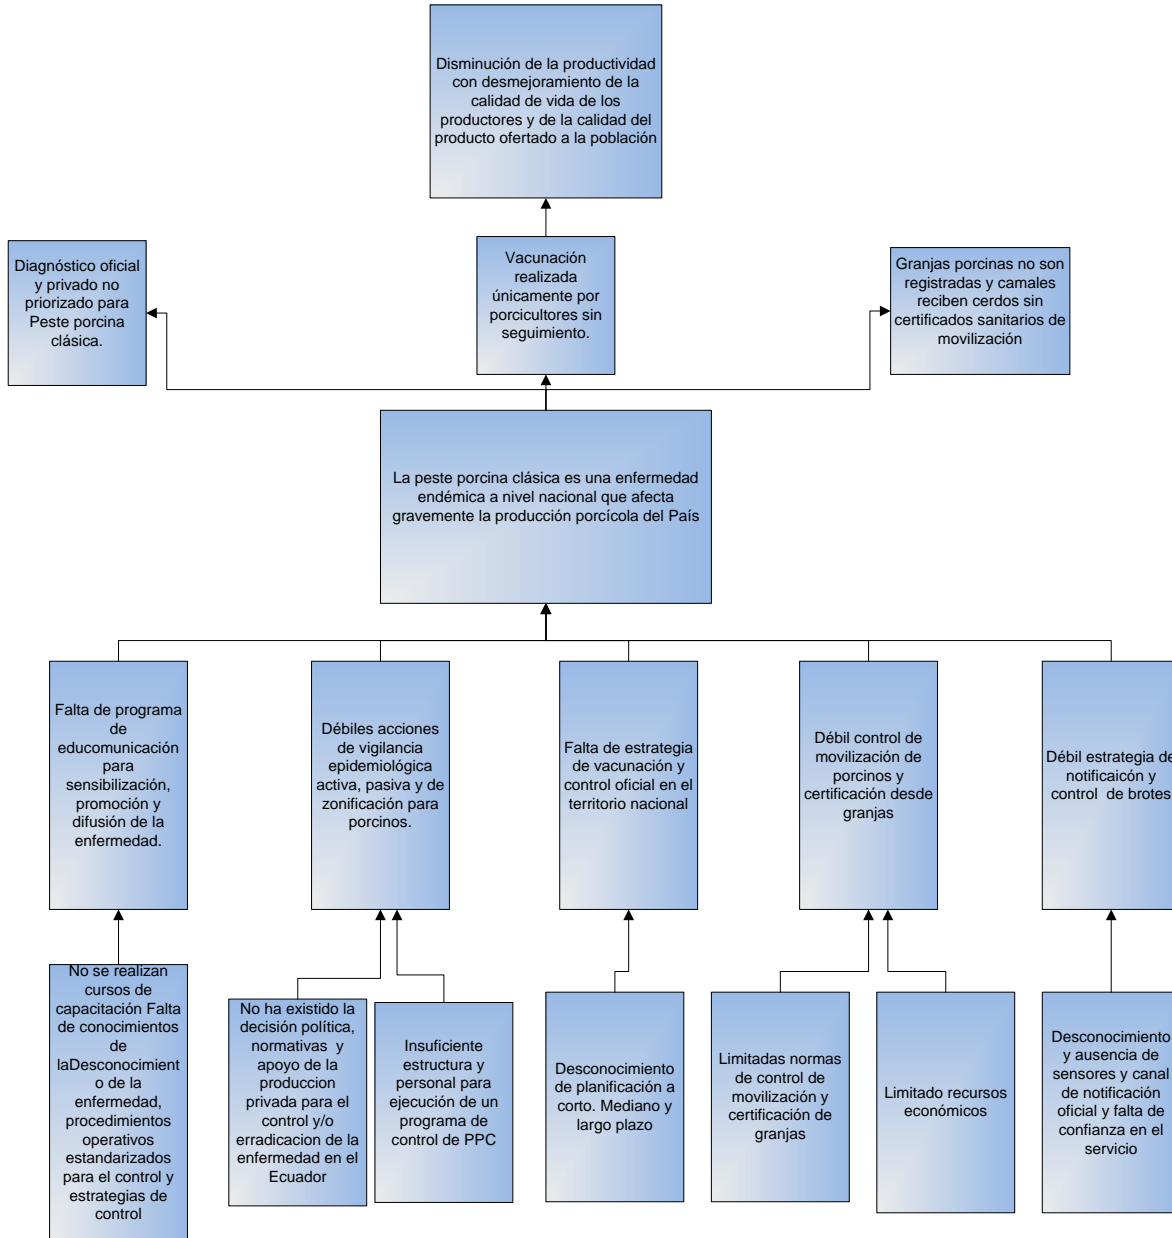 Disminución de la productividad
con desmejoramiento de la
calidad de vida de los
productores y de la calidad del
producto ofertado a la población
Diagnóstico oficial
y privado no
priorizado para
Peste porcina
clásica.
Vacunación
realizada
únicamente por
porcicultores sin
seguimiento.
Granjas porcinas no son
registradas y camales
reciben cerdos sin
certificados sanitarios de
movilización
La peste porcina clásica es una enfermedad
endémica a nivel nacional que afecta
gravemente la producción porcícola del País
Falta de programa
de
educomunicación
para
sensibilización,
promoción y
difusión de la
enfermedad.
Débiles acciones
de vigilancia
epidemiológica
activa, pasiva y de
zonificación para
porcinos.
Falta de estrategia
de vacunación y
control oficial en el
territorio nacional
Débil control de
movilización de
porcinos y
certificación desde
granjas
Débil estrategia de
notificaicón y
control de brotes
No se realizan
cursos de
capacitación Falta
de conocimientos
de
laDesconocimient
o de la
enfermedad,
procedimientos
operativos
estandarizados
para el control y
estrategias de
control
No ha existido la
decisión política,
normativas y
apoyo de la
produccion
privada para el
control y/o
erradicacion de la
enfermedad en el
Ecuador
Insuficiente
estructura y
personal para
ejecución de un
programa de
control de PPC
Desconocimiento
de planificación a
corto. Mediano y
largo plazo
Limitadas normas
de control de
movilización y
certificación de
granjas
Limitado recursos
económicos
Desconocimiento
y ausencia de
sensores y canal
de notificación
oficial y falta de
confianza en el
servicio